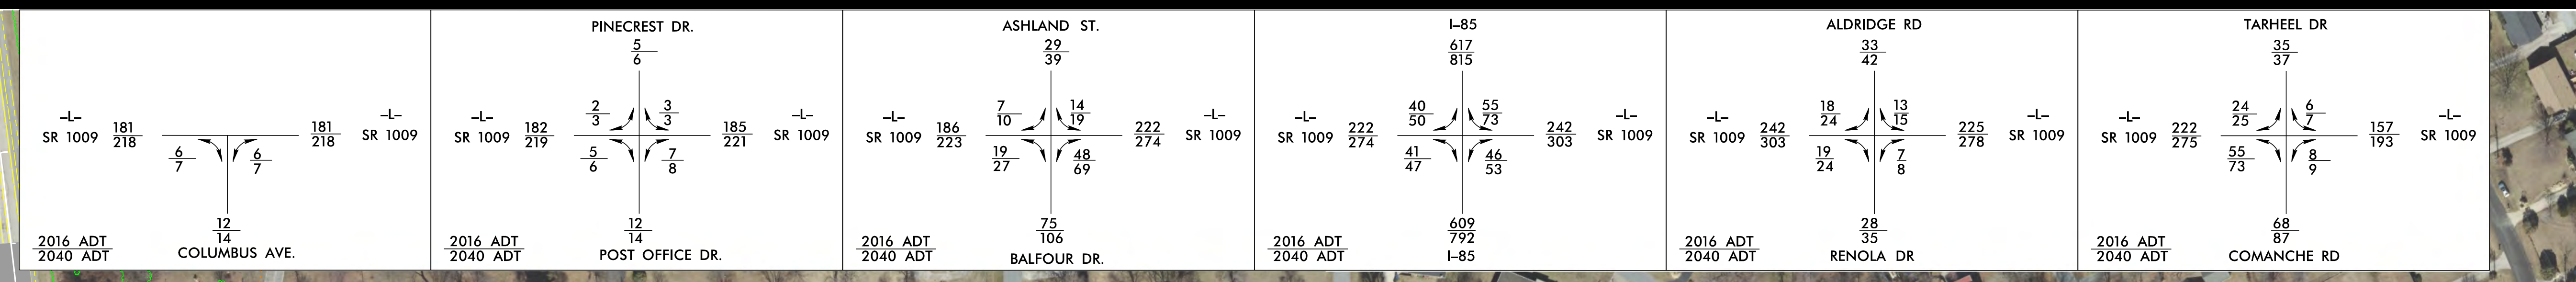 –L–
SR 1009
181
218
181
218
–L–
SR 1009
6
7
6
7
12
14
COLUMBUS AVE.
2016 ADT
2040 ADT
PINECREST DR.
5
6
–L–
SR 1009
182
219
2
3
3
3
185
221
–L–
SR 1009
5
6
7
8
12
14
POST OFFICE DR.
2016 ADT
2040 ADT
ASHLAND ST.
29
39
–L–
SR 1009
186
223
7
10
14
19
222
274
–L–
SR 1009
19
27
48
69
75
106
BALFOUR DR.
2016 ADT
2040 ADT
I–85
617
815
–L–
SR 1009
222
274
40
50
55
73
242
303
–L–
SR 1009
41
47
46
53
609
792
I–85
2016 ADT
2040 ADT
ALDRIDGE RD
33
42
–L–
SR 1009
242
303
18
24
13
15
225
278
–L–
SR 1009
19
24
7
8
28
35
RENOLA DR
2016 ADT
2040 ADT
TARHEEL DR
35
37
–L–
SR 1009
222
275
24
25
6
7
157
193
–L–
SR 1009
55
73
8
9
68
87
COMANCHE RD
2016 ADT
2040 ADT